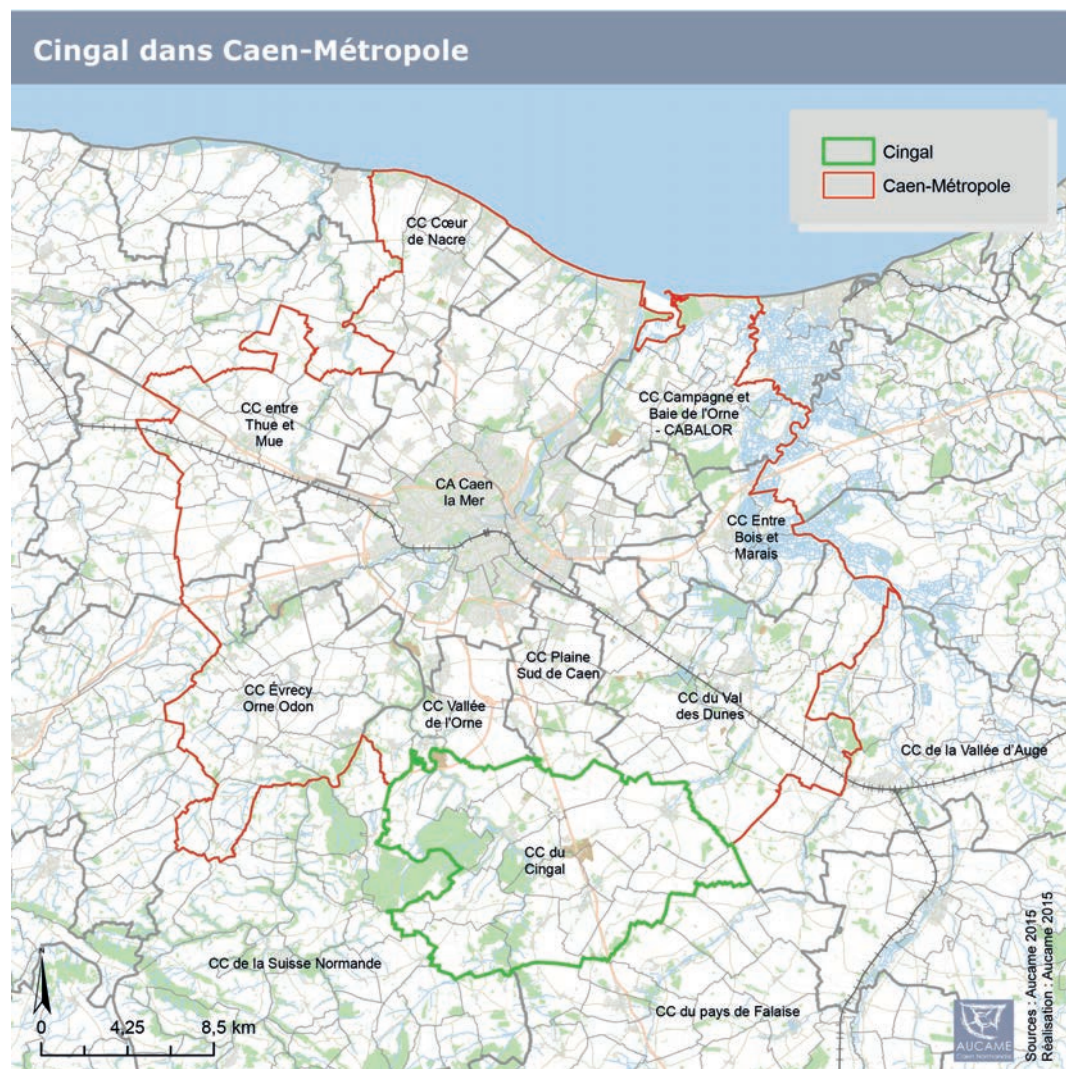 Cingal dans Caen-Métropole
Cingal
Caen-Métropole
CC Cœur
de Nacre
CC entre
Thue et
Mue
CC Campagne et
Baie de l'Orne
- CABALOR
CA Caen
la Mer
CC Entre
Bois et
Marais
CC Plaine
Sud de Caen
CC Évrecy
Orne Odon
CC Vallée
de l'Orne
CC du Val
des Dunes
CC de la Vallée d'Auge
CC du
Cingal
CC de la Suisse Normande
CC du pays de Falaise
N
0 4,25 8,5 km
AUCAME
Caen Normandie
Sources : Aucame 2015
Réalisation : Aucame 2015